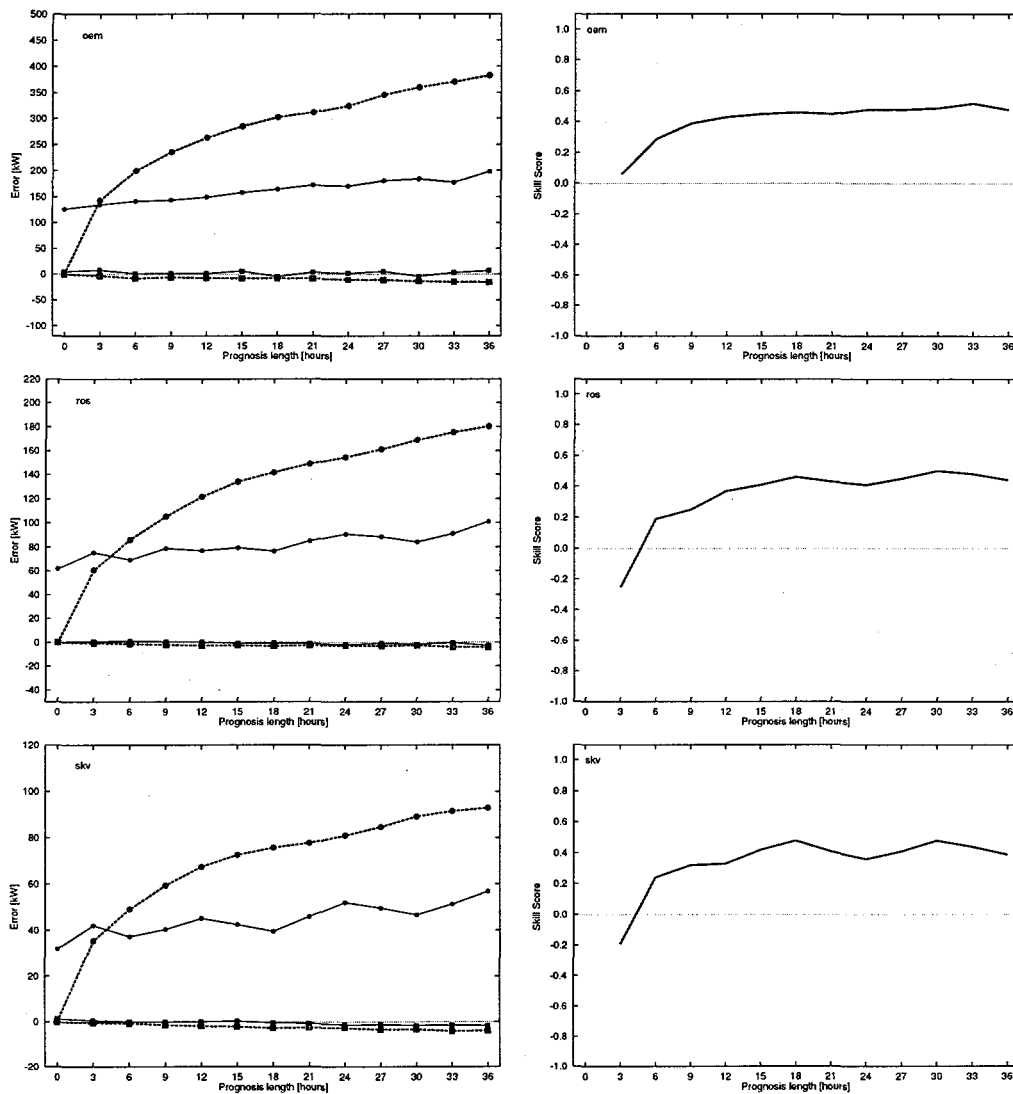 500
450
400
350
300
250
200
150
100
50
0
-50
-100
Error [kW]
oem
0 3 6 9 12 15 18 21 24 27 30 33 36
Prognosis length [hours]
1.0
0.8
0.6
0.4
0.2
0.0
-0.2
-0.4
-0.6
-0.8
-1.0
Skill Score
oem
0 3 6 9 12 15 18 21 24 27 30 33 36
Prognosis length [hours]
220
200
180
160
140
120
100
80
60
40
20
0
-20
-40
Error [kW]
ros
0 3 6 9 12 15 18 21 24 27 30 33 36
Prognosis length [hours]
1.0
0.8
0.6
0.4
0.2
0.0
-0.2
-0.4
-0.6
-0.8
-1.0
Skill Score
ros
0 3 6 9 12 15 18 21 24 27 30 33 36
Prognosis length [hours]
120
100
80
60
40
20
0
-20
Error [kW]
skv
0 3 6 9 12 15 18 21 24 27 30 33 36
Prognosis length [hours]
1.0
0.8
0.6
0.4
0.2
0.0
-0.2
-0.4
-0.6
-0.8
-1.0
Skill Score
skv
0 3 6 9 12 15 18 21 24 27 30 33 36
Prognosis length [hours]